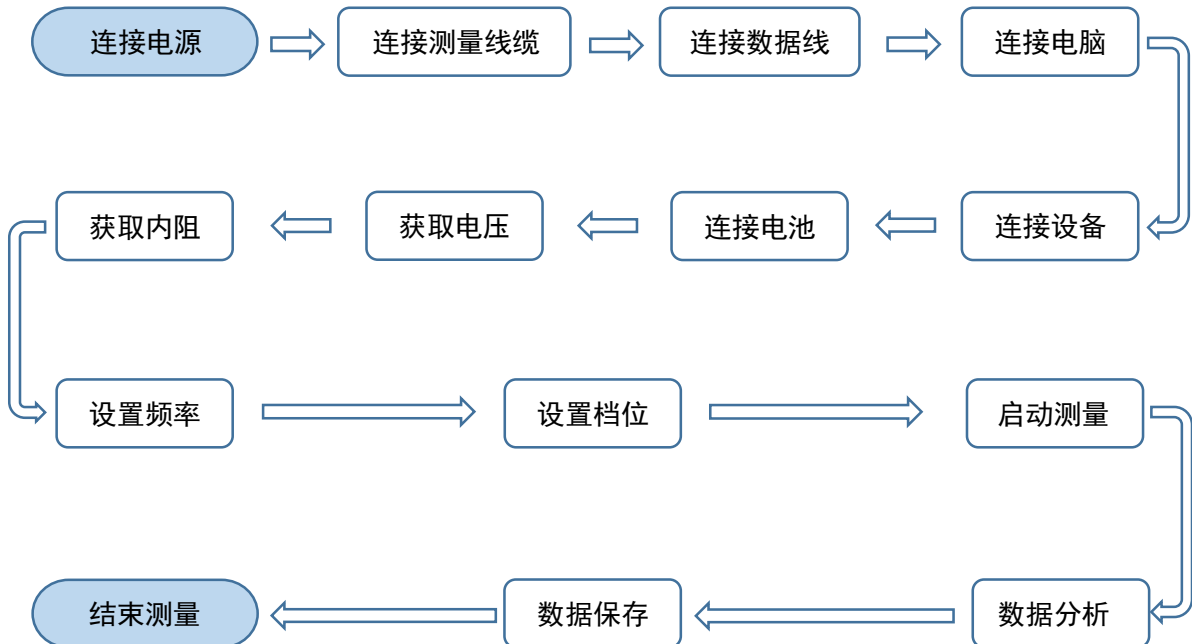 连接电源
连接测量线缆
连接数据线
连接电脑
连接设备
连接电池
获取电压
获取内阻
设置频率
设置档位
启动测量
数据分析
数据保存
结束测量